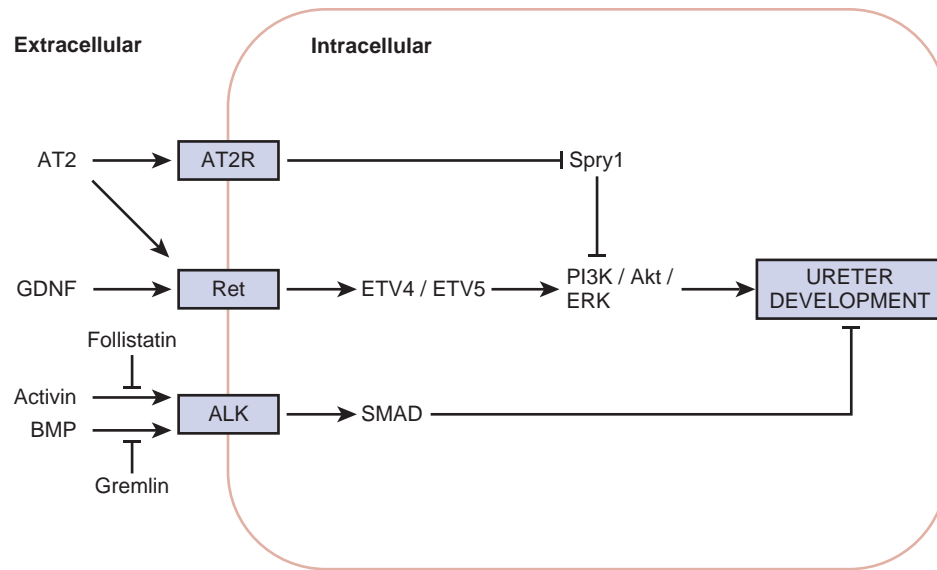 Extracellular
Intracellular
AT2
AT2R
Spry1
GDNF
Ret
ETV4 / ETV5
PI3K / Akt /
ERK
URETER
DEVELOPMENT
Follistatin
Activin
BMP
ALK
SMAD
Gremlin